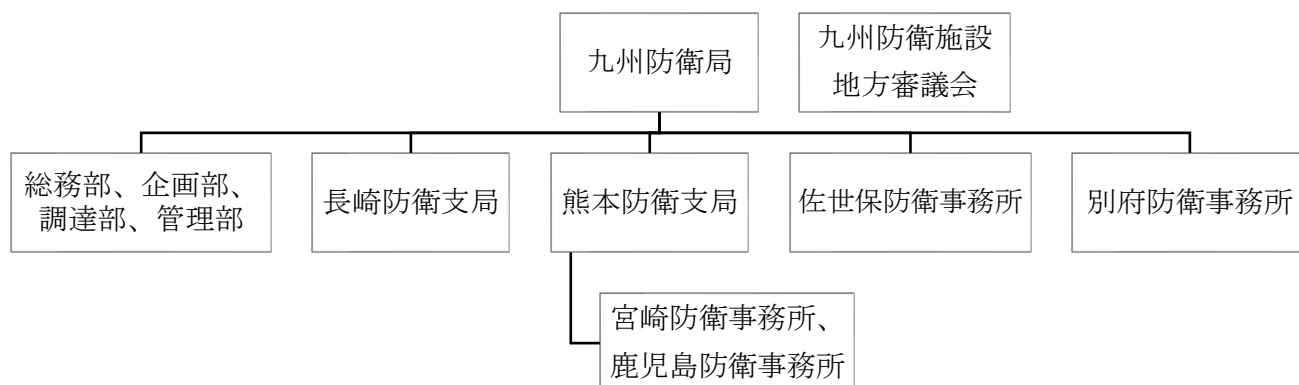 九州防衛局
九州防衛施設
地方審議会
総務部、企画部、
調達部、管理部
長崎防衛支局
熊本防衛支局
佐世保防衛事務所
別府防衛事務所
宮崎防衛事務所、
鹿児島防衛事務所